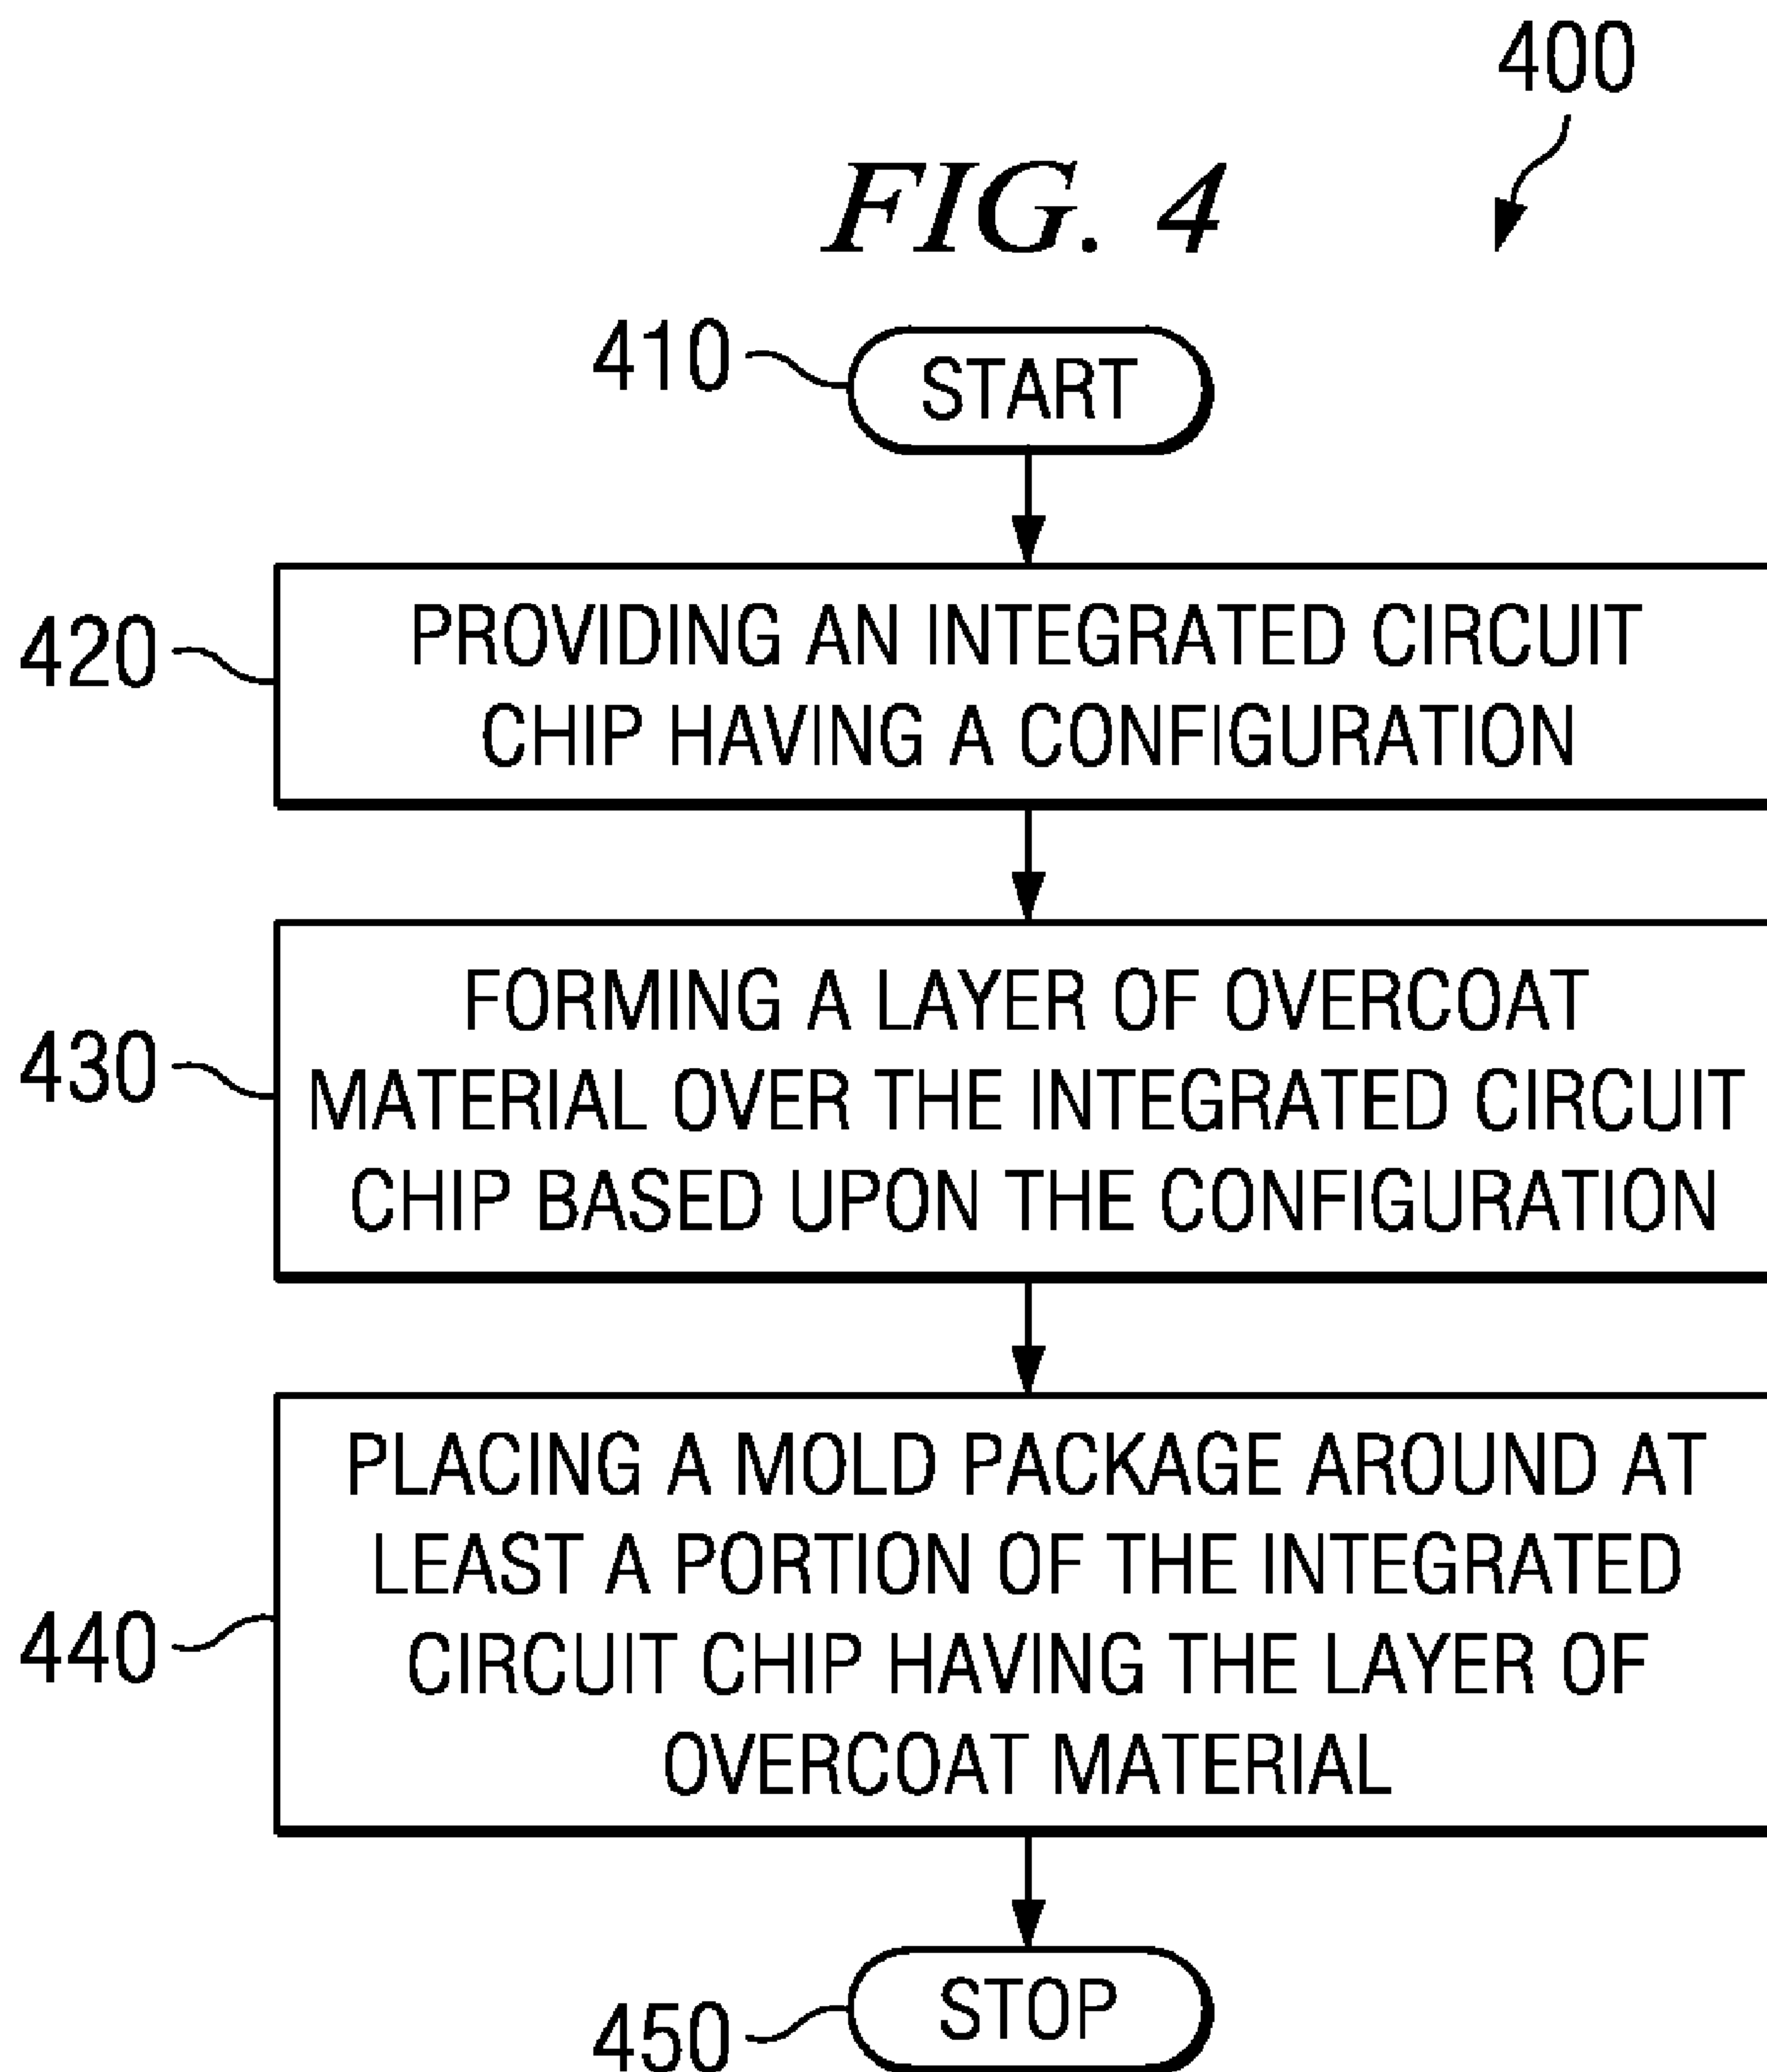 400
FIG. 4
410
START
420
PROVIDING AN INTEGRATED CIRCUIT
CHIP HAVING A CONFIGURATION
430
FORMING A LAYER OF OVERCOAT
MATERIAL OVER THE INTEGRATED CIRCUIT
CHIP BASED UPON THE CONFIGURATION
440
PLACING A MOLD PACKAGE AROUND AT
LEAST A PORTION OF THE INTEGRATED
CIRCUIT CHIP HAVING THE LAYER OF
OVERCOAT MATERIAL
450
STOP